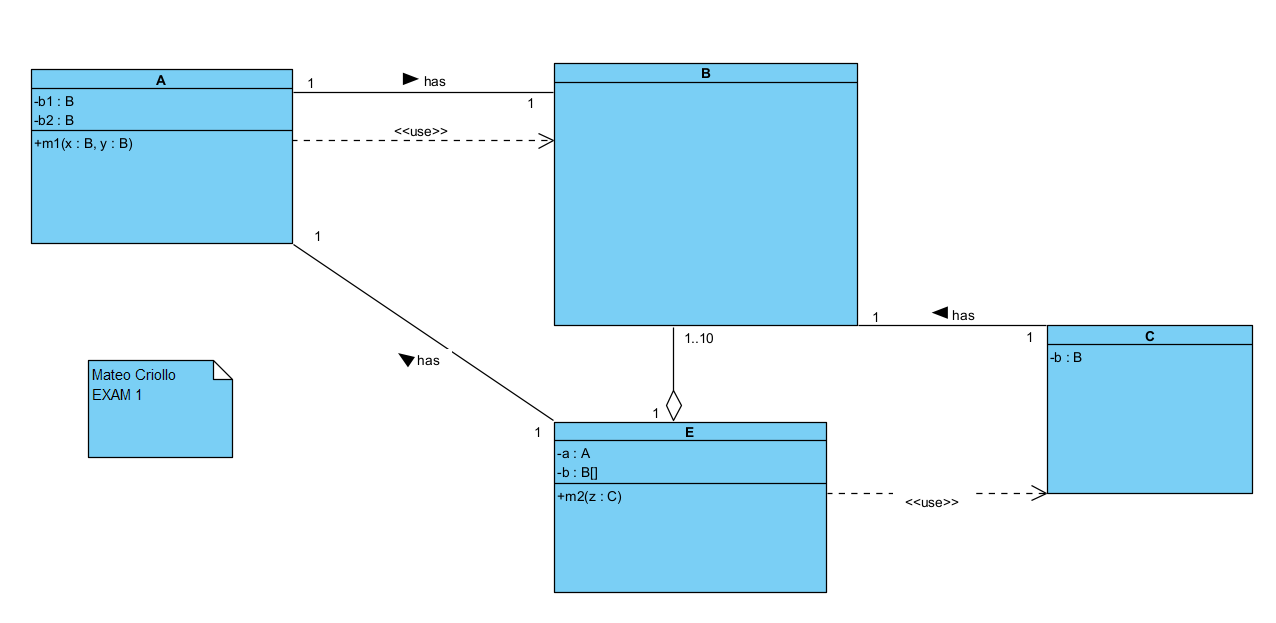 A
-b1 : B
-b2 : B
+m1(x : B, y : B)
1
has
1
<<use>>
B
1
has
1
1..10
1
C
-b : B
1
has
1
Mateo Criollo
EXAM 1
E
-a : A
-b : B[]
+m2(z : C)
<<use>>